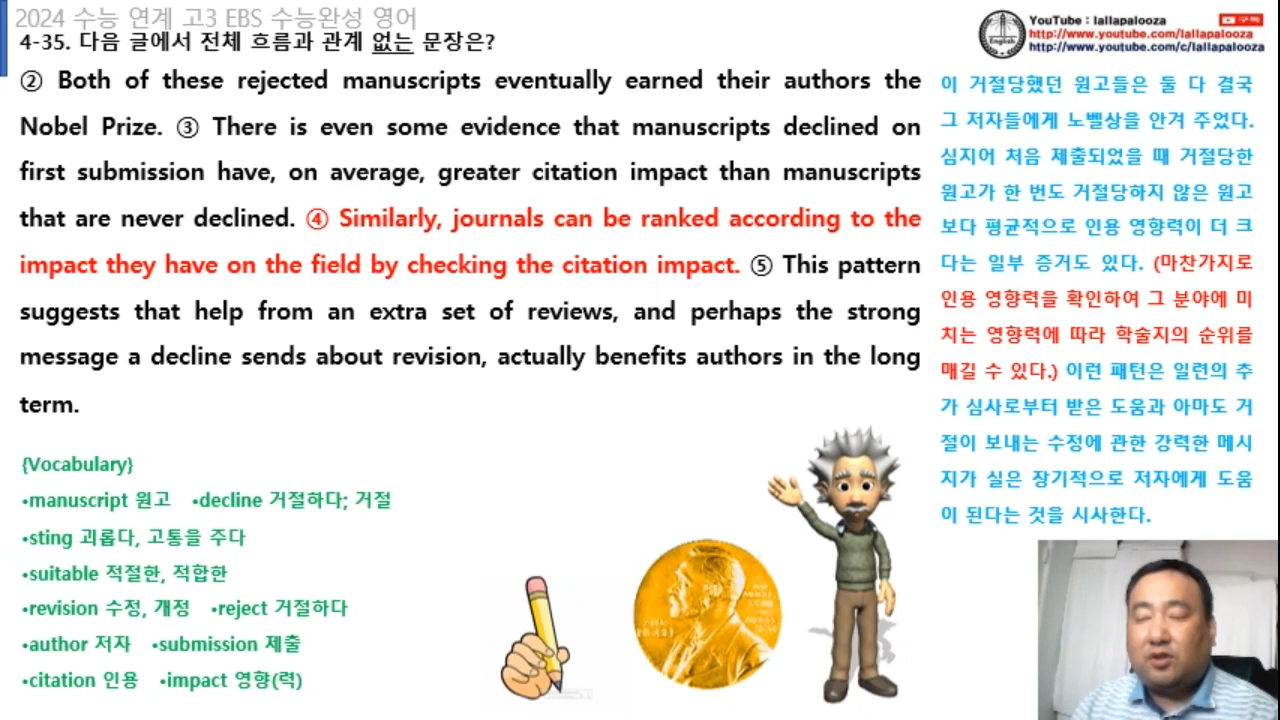 2024 수능 연계 고3 EBS 수능완성 영어
4-35. 다음 글에서 전체 흐름과 관계 없는 문장은?
YouTube : lallapalooza
구독
http://www.youtube.com/lallapalooza
http://www.youtube.com/c/lallapalooza
English
② Both of these rejected manuscripts eventually earned their authors the
Nobel Prize. ③ There is even some evidence that manuscripts declined on
first submission have, on average, greater citation impact than manuscripts
that are never declined. ④ Similarly, journals can be ranked according to the
impact they have on the field by checking the citation impact. ⑤ This pattern
suggests that help from an extra set of reviews, and perhaps the strong
message a decline sends about revision, actually benefits authors in the long
term.
이 거절당했던 원고들은 둘 다 결국
그 저자들에게 노벨상을 안겨 주었다.
심지어 처음 제출되었을 때 거절당한
원고가 한 번도 거절당하지 않은 원고
보다 평균적으로 인용 영향력이 더 크
다는 일부 증거도 있다. (마찬가지로
인용 영향력을 확인하여 그 분야에 미
치는 영향력에 따라 학술지의 순위를
매길 수 있다.) 이런 패턴은 일련의 추
가 심사로부터 받은 도움과 아마도 거
절이 보내는 수정에 관한 강력한 메시
지가 실은 장기적으로 저자에게 도움
이 된다는 것을 시사한다.
{Vocabulary}
•manuscript 원고 •decline 거절하다; 거절
•sting 괴롭다, 고통을 주다
•suitable 적절한, 적합한
•revision 수정, 개정 •reject 거절하다
•author 저자 •submission 제출
•citation 인용 •impact 영향(력)